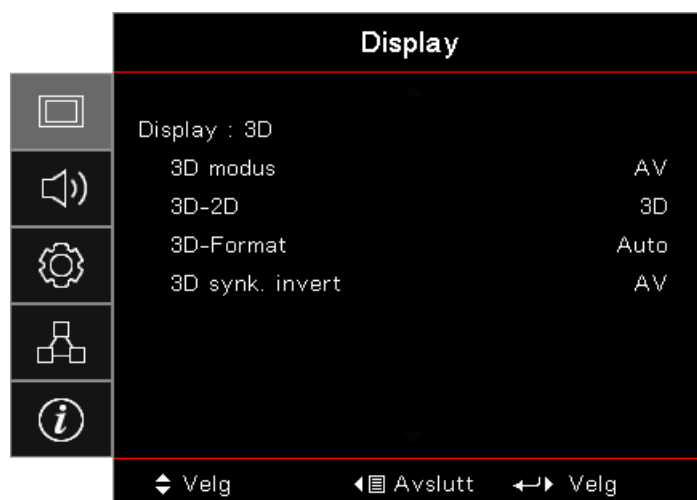 Display
Display : 3D
3D modus AV
3D-2D 3D
3D-Format Auto
3D synk. invert AV
Velg Avslutt Velg